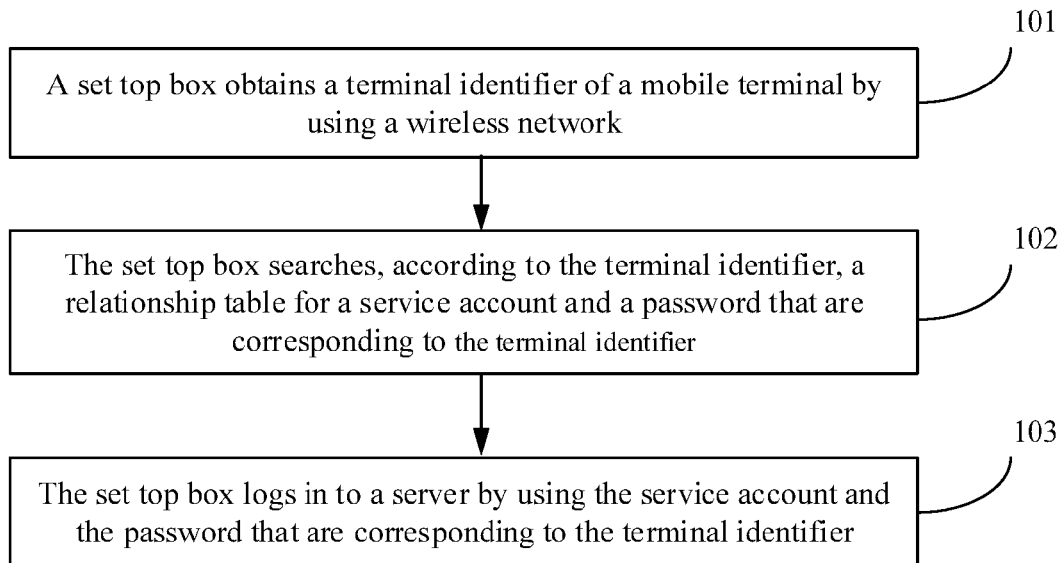 101
A set top box obtains a terminal identifier of a mobile terminal by
using a wireless network
102
The set top box searches, according to the terminal identifier, a
relationship table for a service account and a password that are
corresponding to the terminal identifier
103
The set top box logs in to a server by using the service account and
the password that are corresponding to the terminal identifier